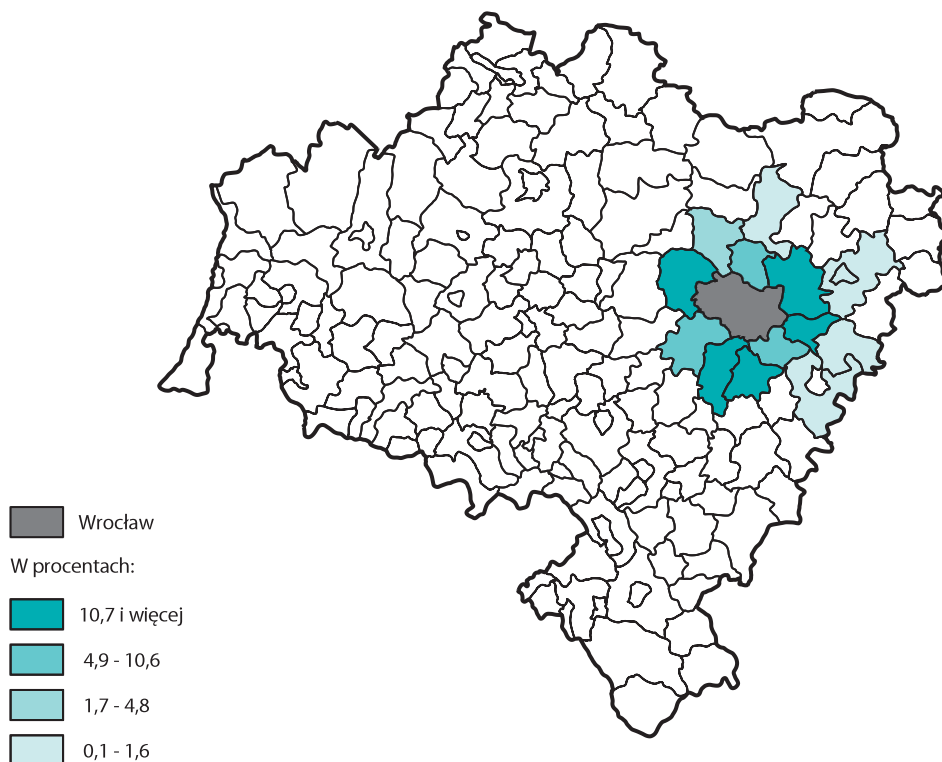 Wrocław
W procentach:
10,7 i więcej
4,9 - 10,6
1,7 - 4,8
0,1 - 1,6